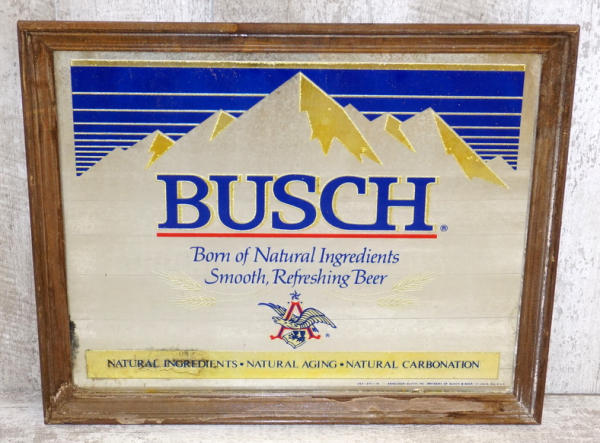 BUSCH®
Born of Natural Ingredients
Smooth, Refreshing Beer
A ®
NATURAL INGREDIENTS • NATURAL AGING • NATURAL CARBONATION